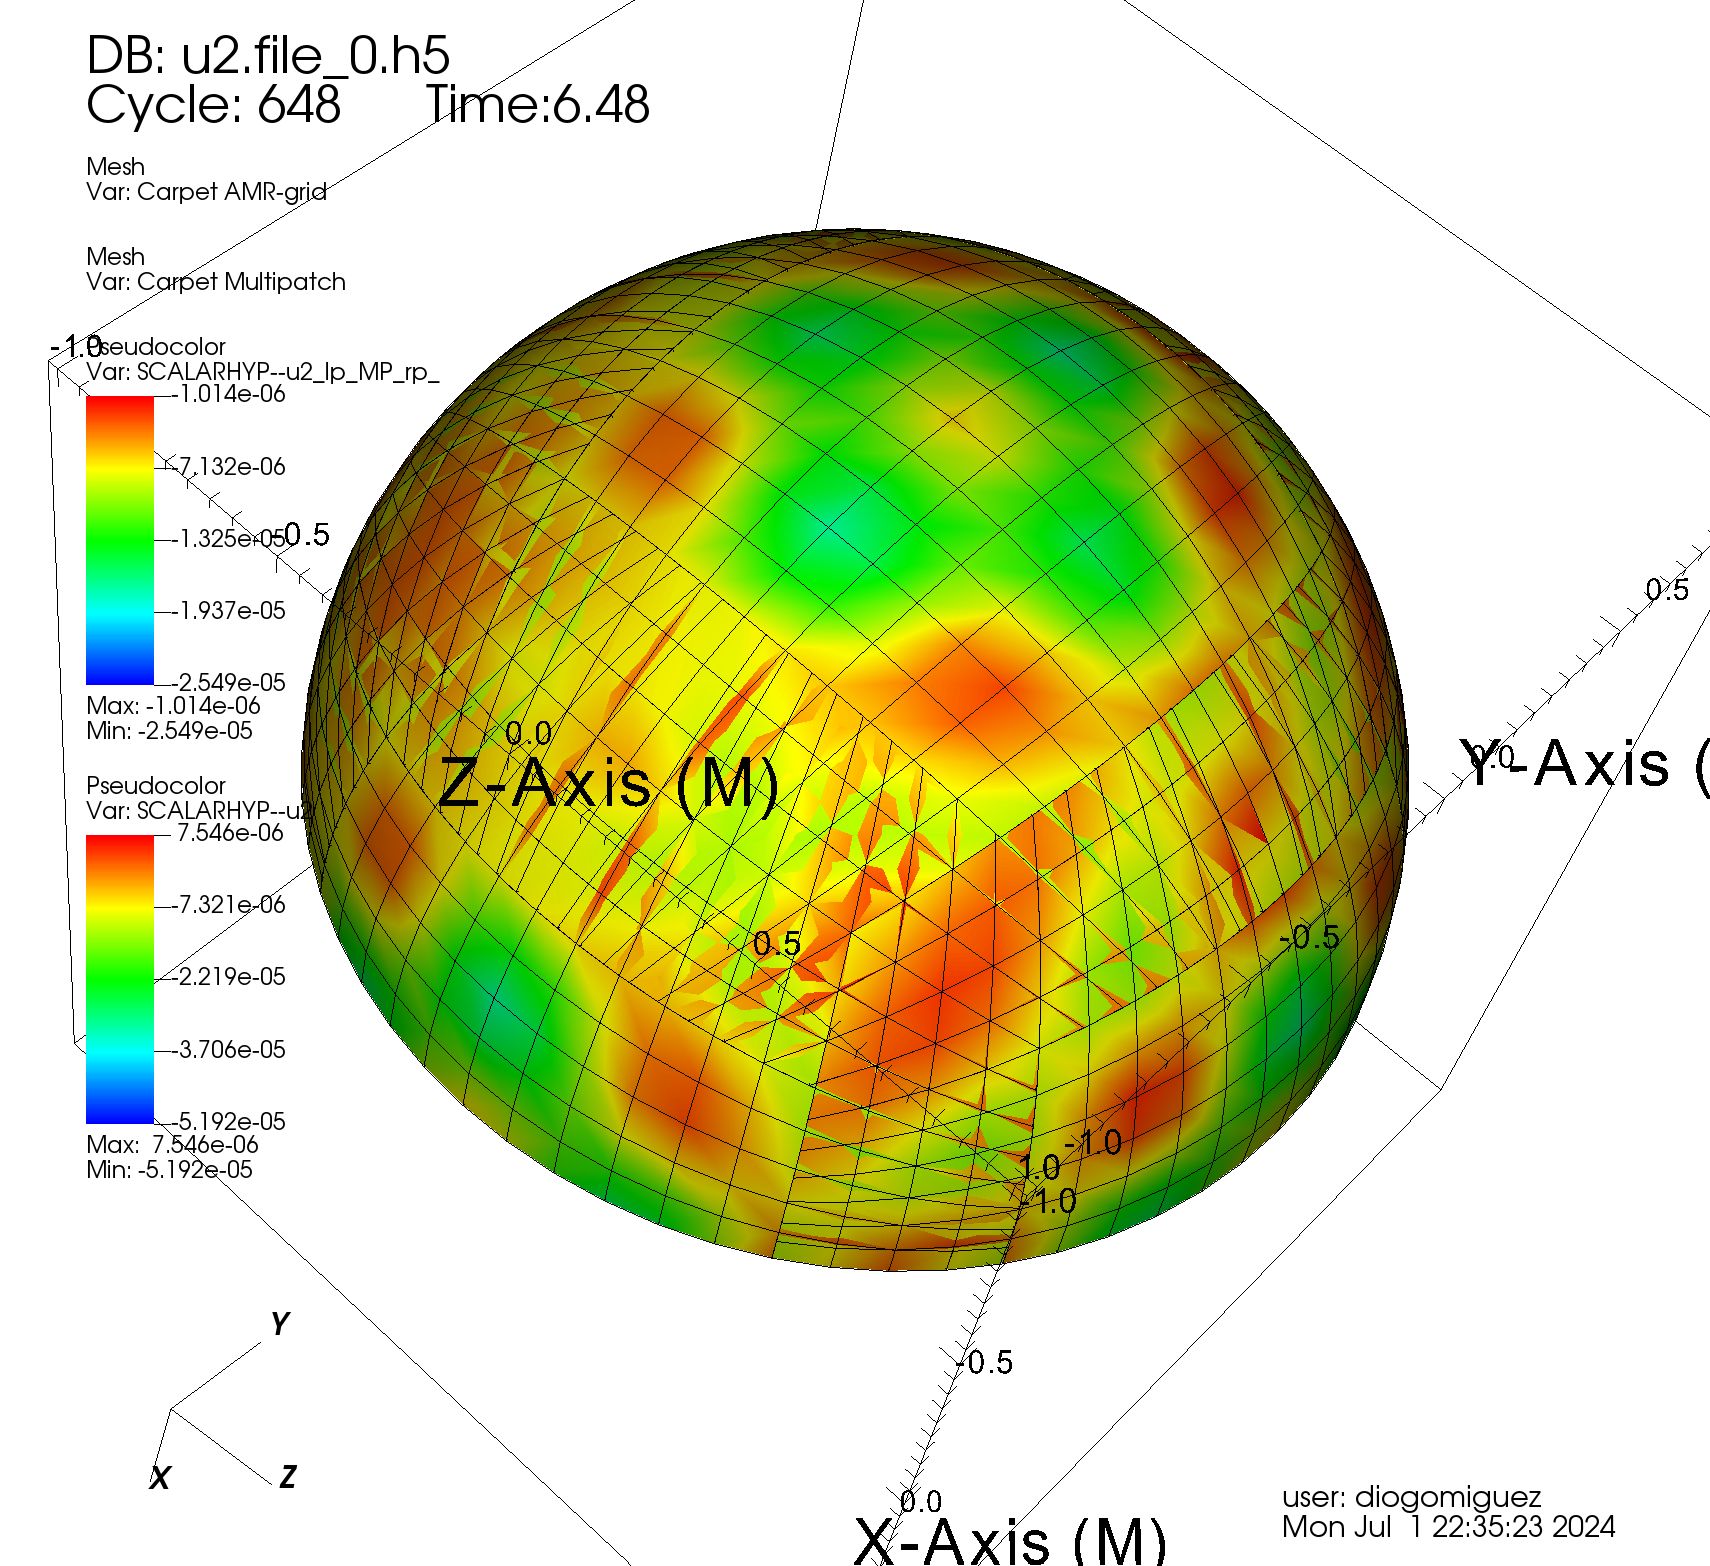 DB: u2.file_0.h5
Cycle: 648 Time:6.48
Mesh
Var: Carpet AMR-grid
Mesh
Var: Carpet Multipatch
Pseudocolor
Var: SCALARHYP--u2_lp_MP_rp_
-1.014e-06
-7.132e-06
-1.325e-05
-1.937e-05
-2.549e-05
Max: -1.014e-06
Min: -2.549e-05
Pseudocolor
Var: SCALARHYP--u2
7.546e-06
-7.321e-06
-2.219e-05
-3.706e-05
-5.192e-05
Max: 7.546e-06
Min: -5.192e-05
-1.0
-0.5
0.0
Z-Axis (M)
0.5
1.0
0.5
0.0
Y-Axis (
-0.5
-1.0
-1.0
-0.5
0.0
X-Axis (M)
Y
X
Z
user: diogomiguez
Mon Jul 1 22:35:23 2024